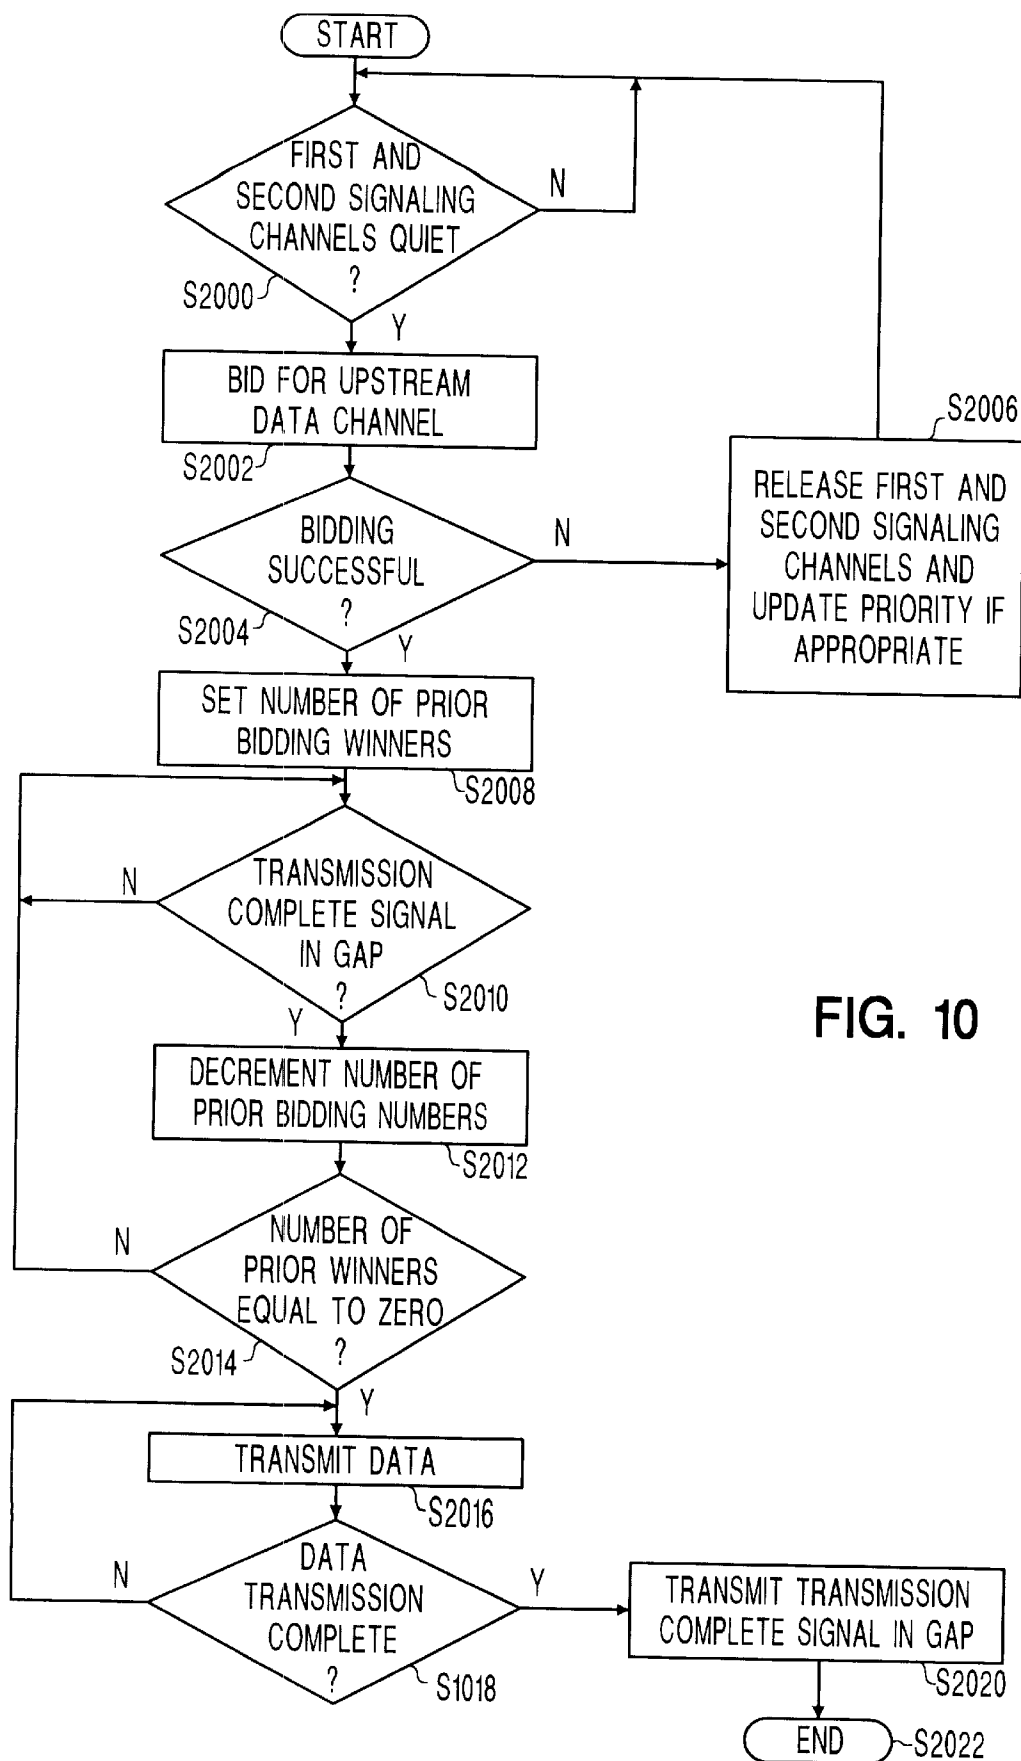 START
FIRST AND
SECOND SIGNALING
CHANNELS QUIET
?
N
S2000
Y
BID FOR UPSTREAM
DATA CHANNEL
S2002
BIDDING
SUCCESSFUL
?
N
S2004
Y
S2006
RELEASE FIRST AND
SECOND SIGNALING
CHANNELS AND
UPDATE PRIORITY IF
APPROPRIATE
SET NUMBER OF PRIOR
BIDDING WINNERS
S2008
TRANSMISSION
COMPLETE SIGNAL
IN GAP
?
N
S2010
Y
DECREMENT NUMBER OF
PRIOR BIDDING NUMBERS
S2012
NUMBER OF
PRIOR WINNERS
EQUAL TO ZERO
?
N
S2014
Y
TRANSMIT DATA
S2016
DATA
TRANSMISSION
COMPLETE
?
N
Y
S1018
TRANSMIT TRANSMISSION
COMPLETE SIGNAL IN GAP
S2020
END
S2022
FIG. 10